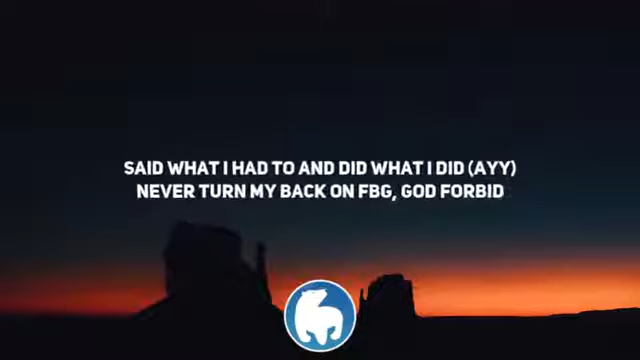 SAID WHAT I HAD TO AND DID WHAT I DID (AYY)
NEVER TURN MY BACK ON FBG, GOD FORBID